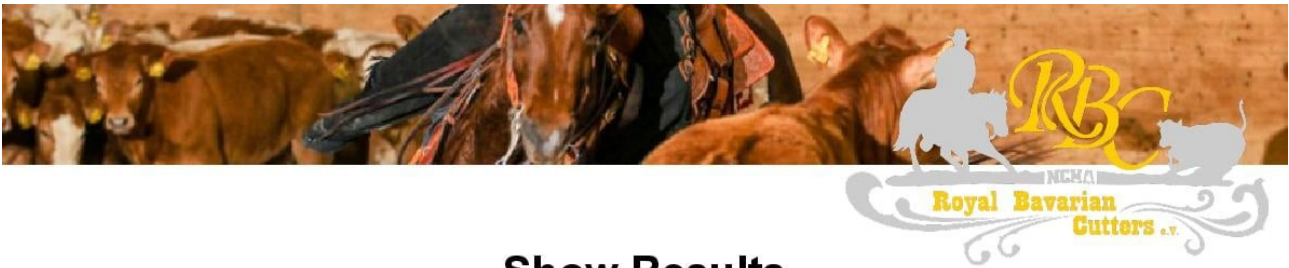 RBC
NCHA
Royal Bavarian
Cutters e.V.
Show Results